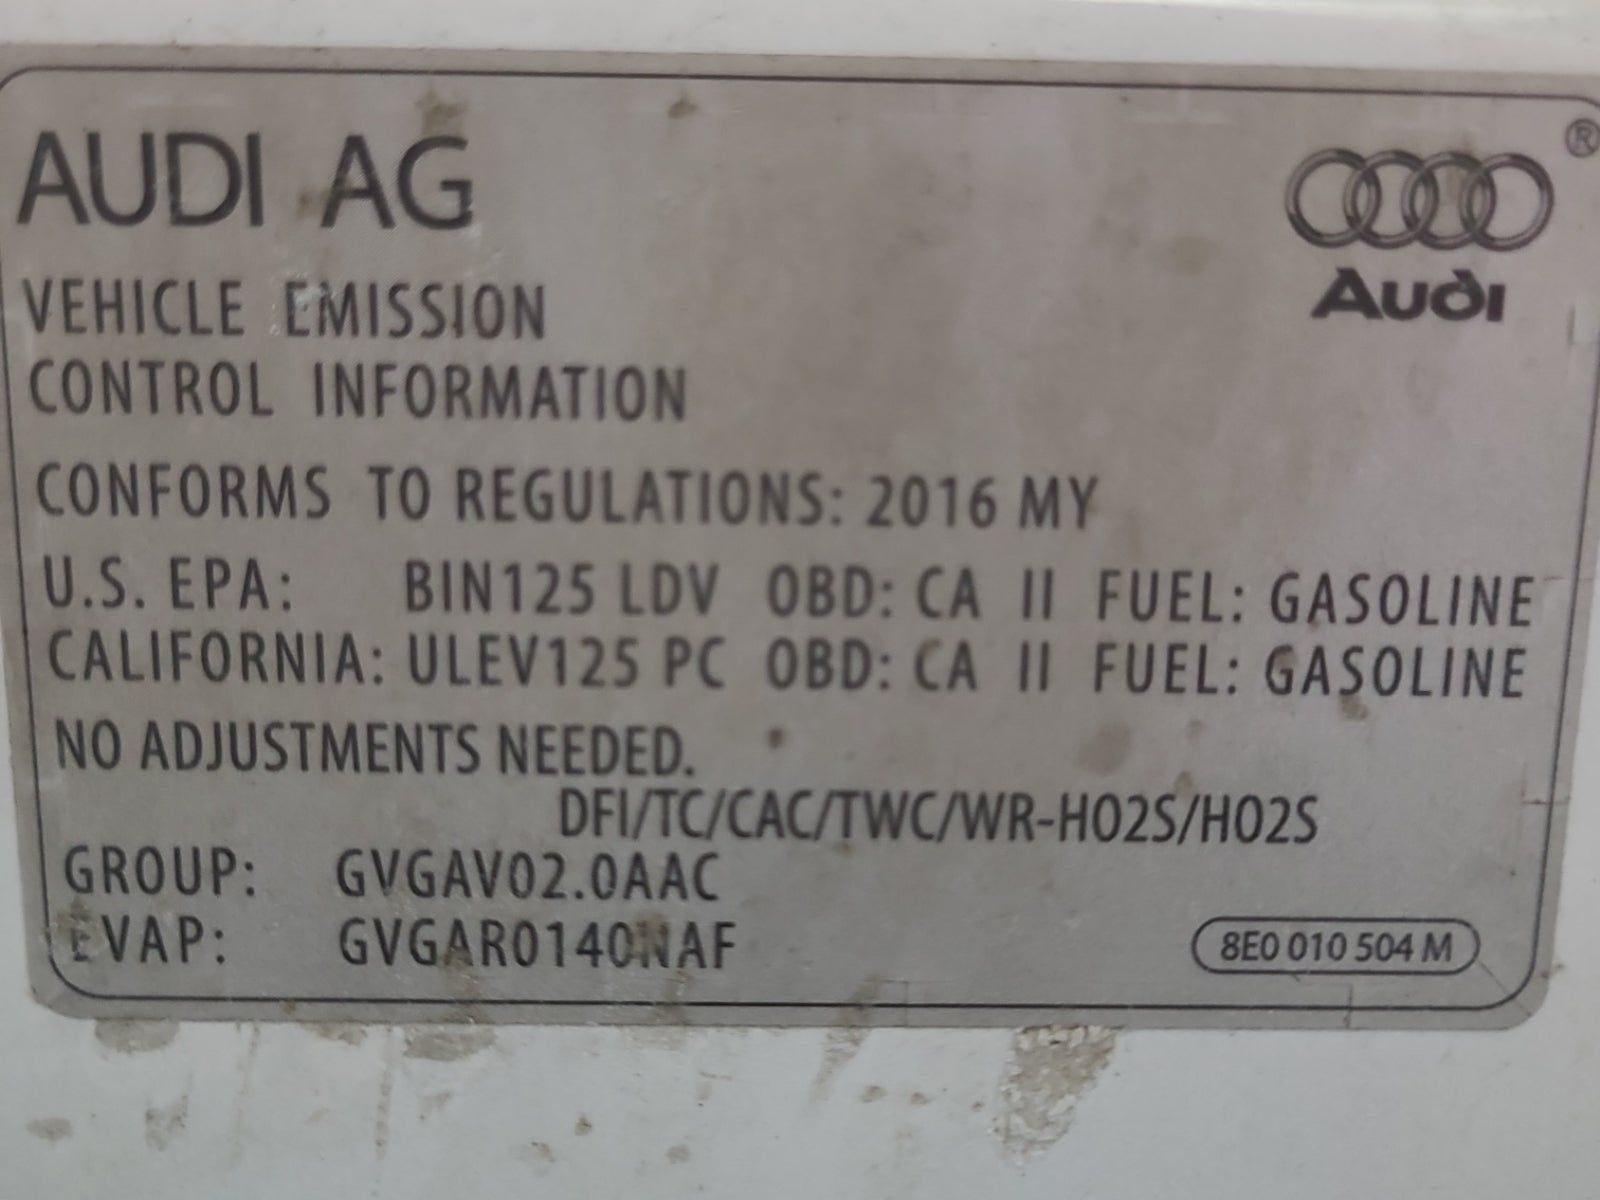 AUDI AG
®
Audi
VEHICLE EMISSION
CONTROL INFORMATION
CONFORMS TO REGULATIONS: 2016 MY
U.S. EPA: BIN125 LDV OBD: CA II FUEL: GASOLINE
CALIFORNIA: ULEV125 PC OBD: CA II FUEL: GASOLINE
NO ADJUSTMENTS NEEDED.
DFI/TC/CAC/TWC/WR-HO2S/HO2S
GROUP: GVGAV02.0AAC
EVAP: GVGAR0140NAF
8E0 010 504 M